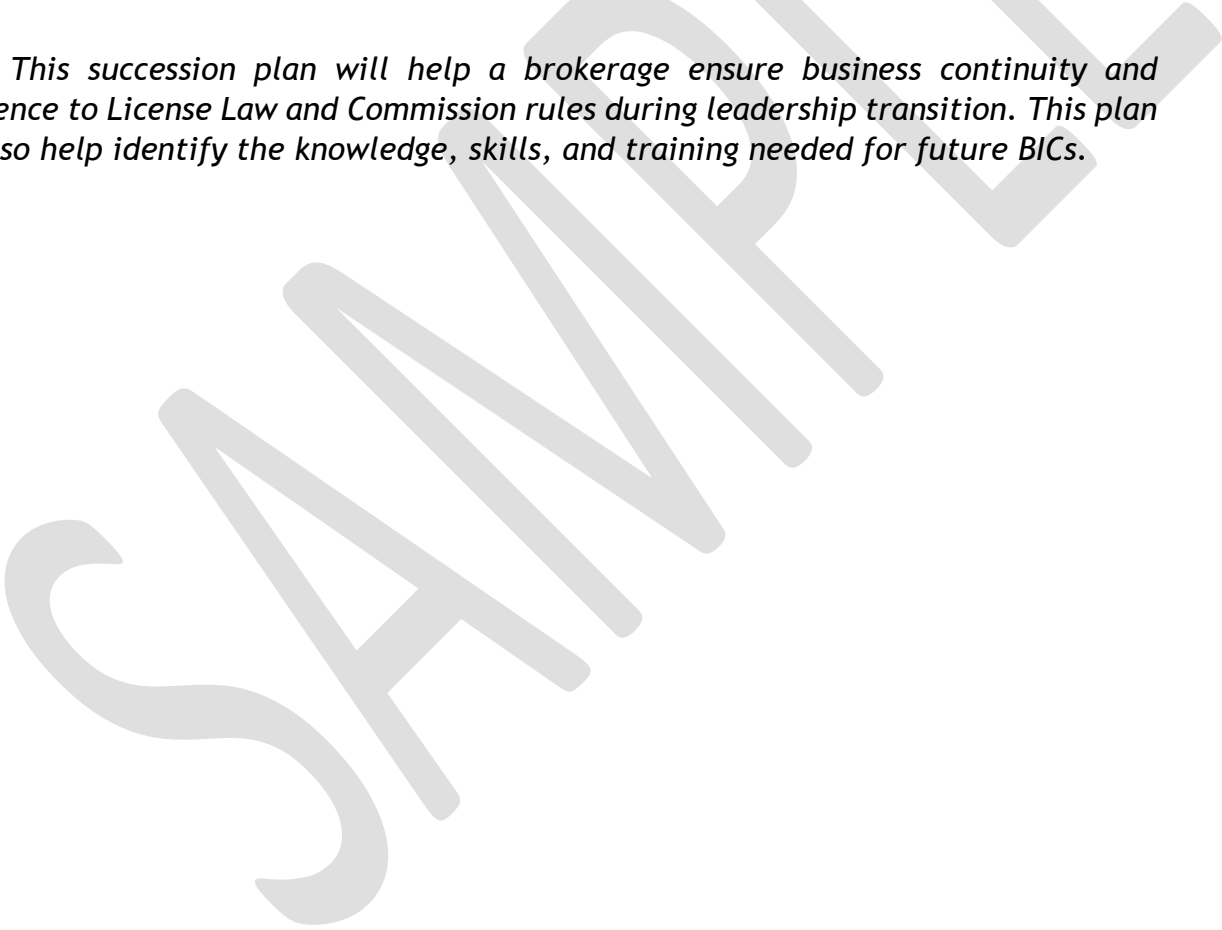 This succession plan will help a brokerage ensure business continuity and
ence to License Law and Commission rules during leadership transition. This plan
so help identify the knowledge, skills, and training needed for future BICs.
SAMPLE